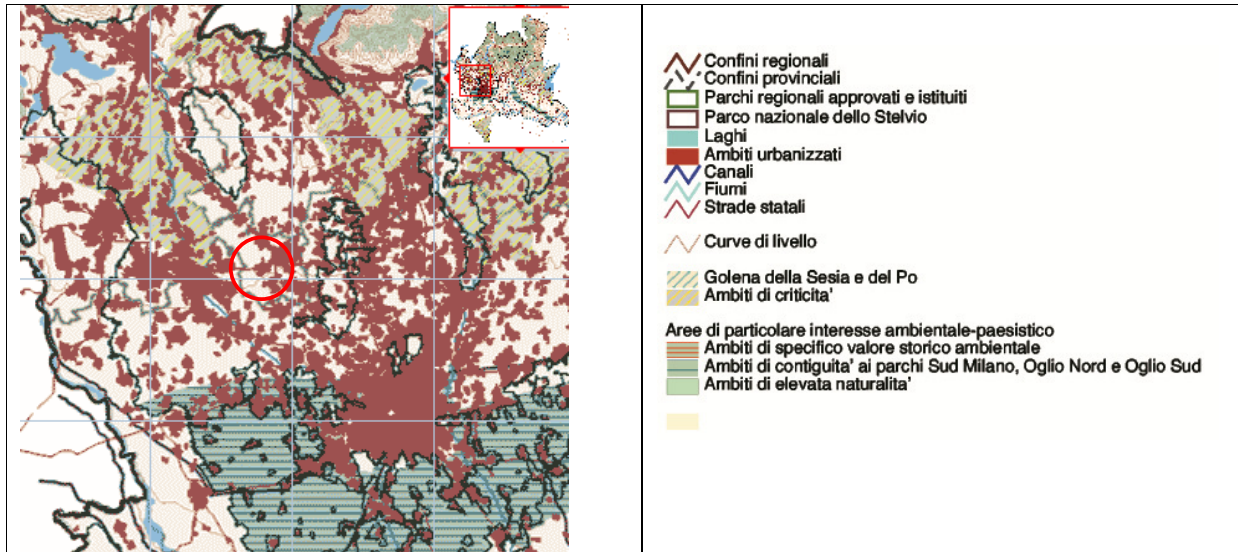 Confini regionali
Confini provinciali
Parchi regionali approvati e istituiti
Parco nazionale dello Stelvio
Laghi
Ambiti urbanizzati
Canali
Fiumi
Strade statali
Curve di livello
Golena della Sesia e del Po
Ambiti di criticita'
Aree di particolare interesse ambientale-paesistico
Ambiti di specifico valore storico ambientale
Ambiti di contiguita' ai parchi Sud Milano, Oglio Nord e Oglio Sud
Ambiti di elevata naturalita'